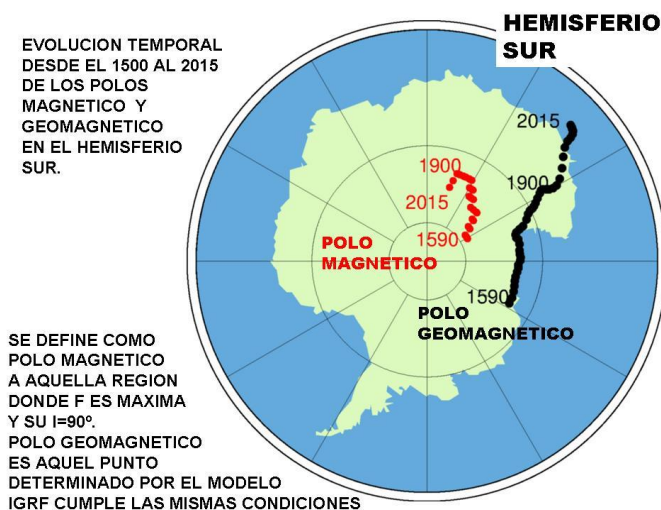 HEMISFERIO
SUR
EVOLUCION TEMPORAL
DESDE EL 1500 AL 2015
DE LOS POLOS
MAGNETICO Y
GEOMAGNETICO
EN EL HEMISFERIO
SUR.
2015
1900
1900
2015
1590
POLO
MAGNETICO
1590
POLO
GEOMAGNETICO
SE DEFINE COMO
POLO MAGNETICO
A AQUELLA REGION
DONDE F ES MAXIMA
Y SU I=90º.
POLO GEOMAGNETICO
ES AQUEL PUNTO
DETERMINADO POR EL MODELO
IGRF CUMPLE LAS MISMAS CONDICIONES